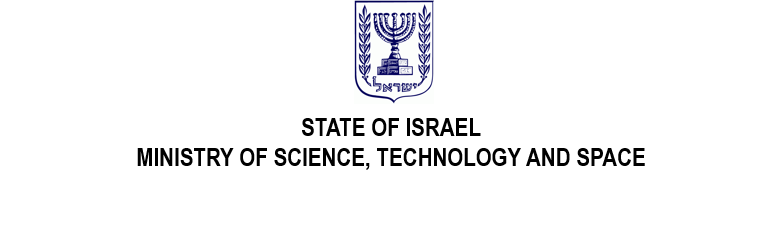 ישראל
STATE OF ISRAEL
MINISTRY OF SCIENCE, TECHNOLOGY AND SPACE